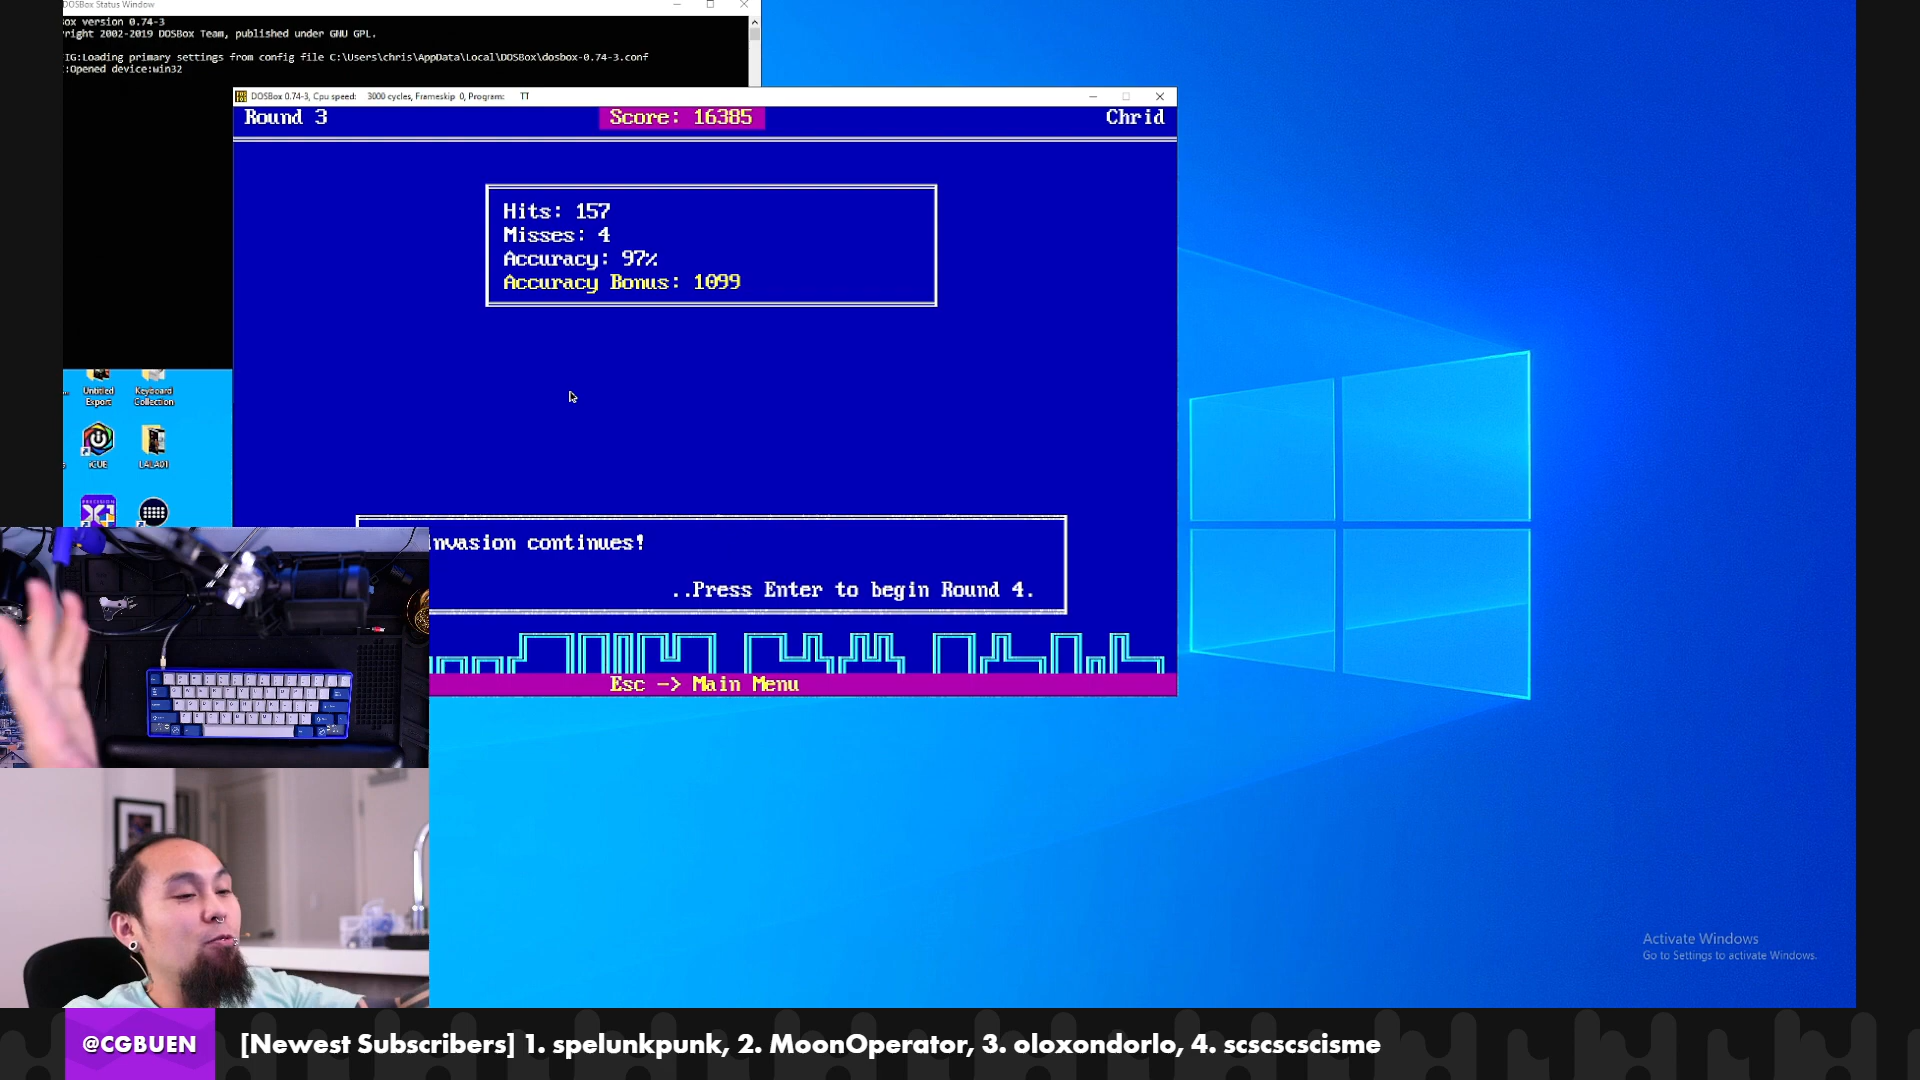 DOSBox Status Window
ox version 0.74-3
right 2002-2019 DOSBox Team, published under GNU GPL.
IG:Loading primary settings from config file C:\Users\chris\AppData\Local\DOSBox\dosbox-0.74-3.conf
:Opened device:win32
DOSBox 0.74-3, Cpu speed: 3000 cycles, Frameskip 0, Program: TT
Round 3 Score: 16385 Chrid
Hits: 157
Misses: 4
Accuracy: 97%
Accuracy Bonus: 1099
Untitled Export
Keyboard Collection
iCUE
L4LA01
PRECISION
X1
invasion continues!
..Press Enter to begin Round 4.
Esc -> Main Menu
Activate Windows
Go to Settings to activate Windows.
@CGBUEN [Newest Subscribers] 1. spelunkpunk, 2. MoonOperator, 3. oloxondorlo, 4. scscscscisme